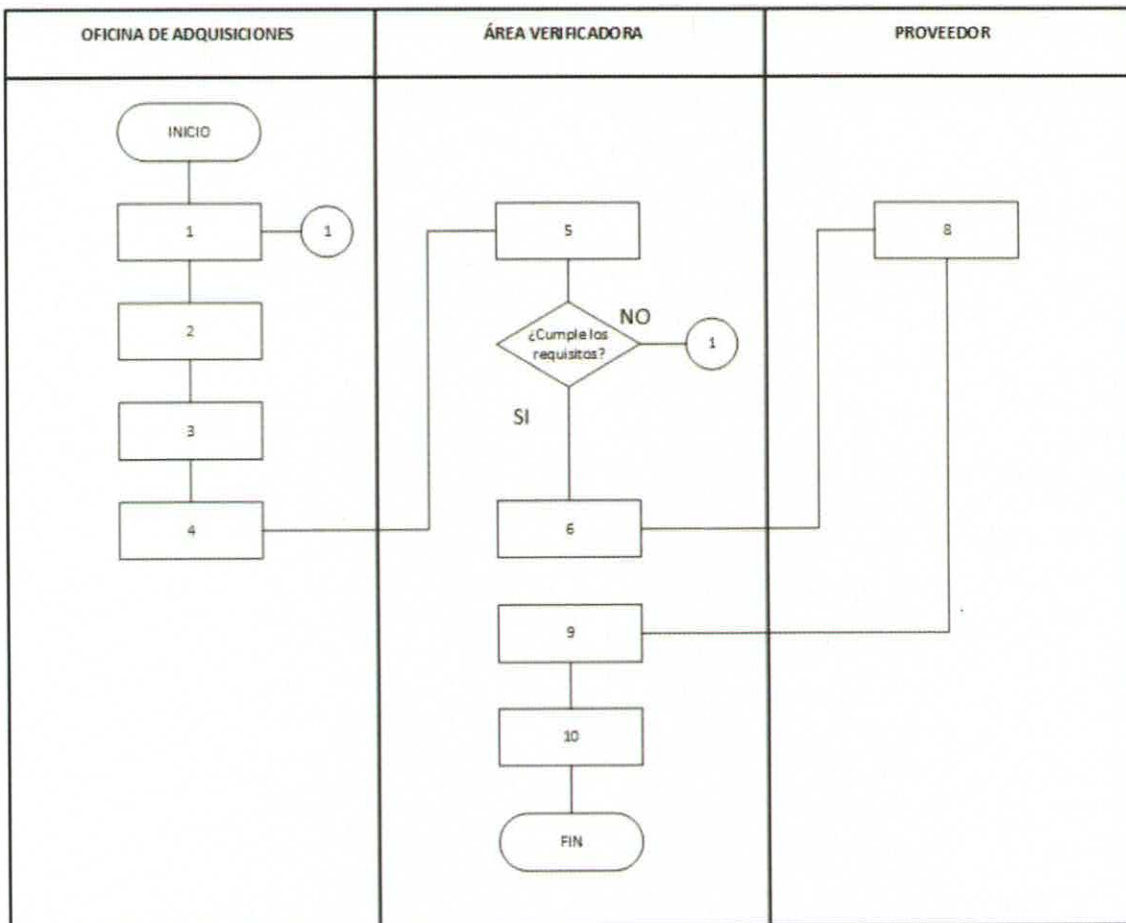 OFICINA DE ADQUISICIONES
ÁREA VERIFICADORA
PROVEEDOR
INICIO
1
1
2
3
4
5
¿Cumple los
requisitos?
NO
1
SI
6
9
10
FIN
8